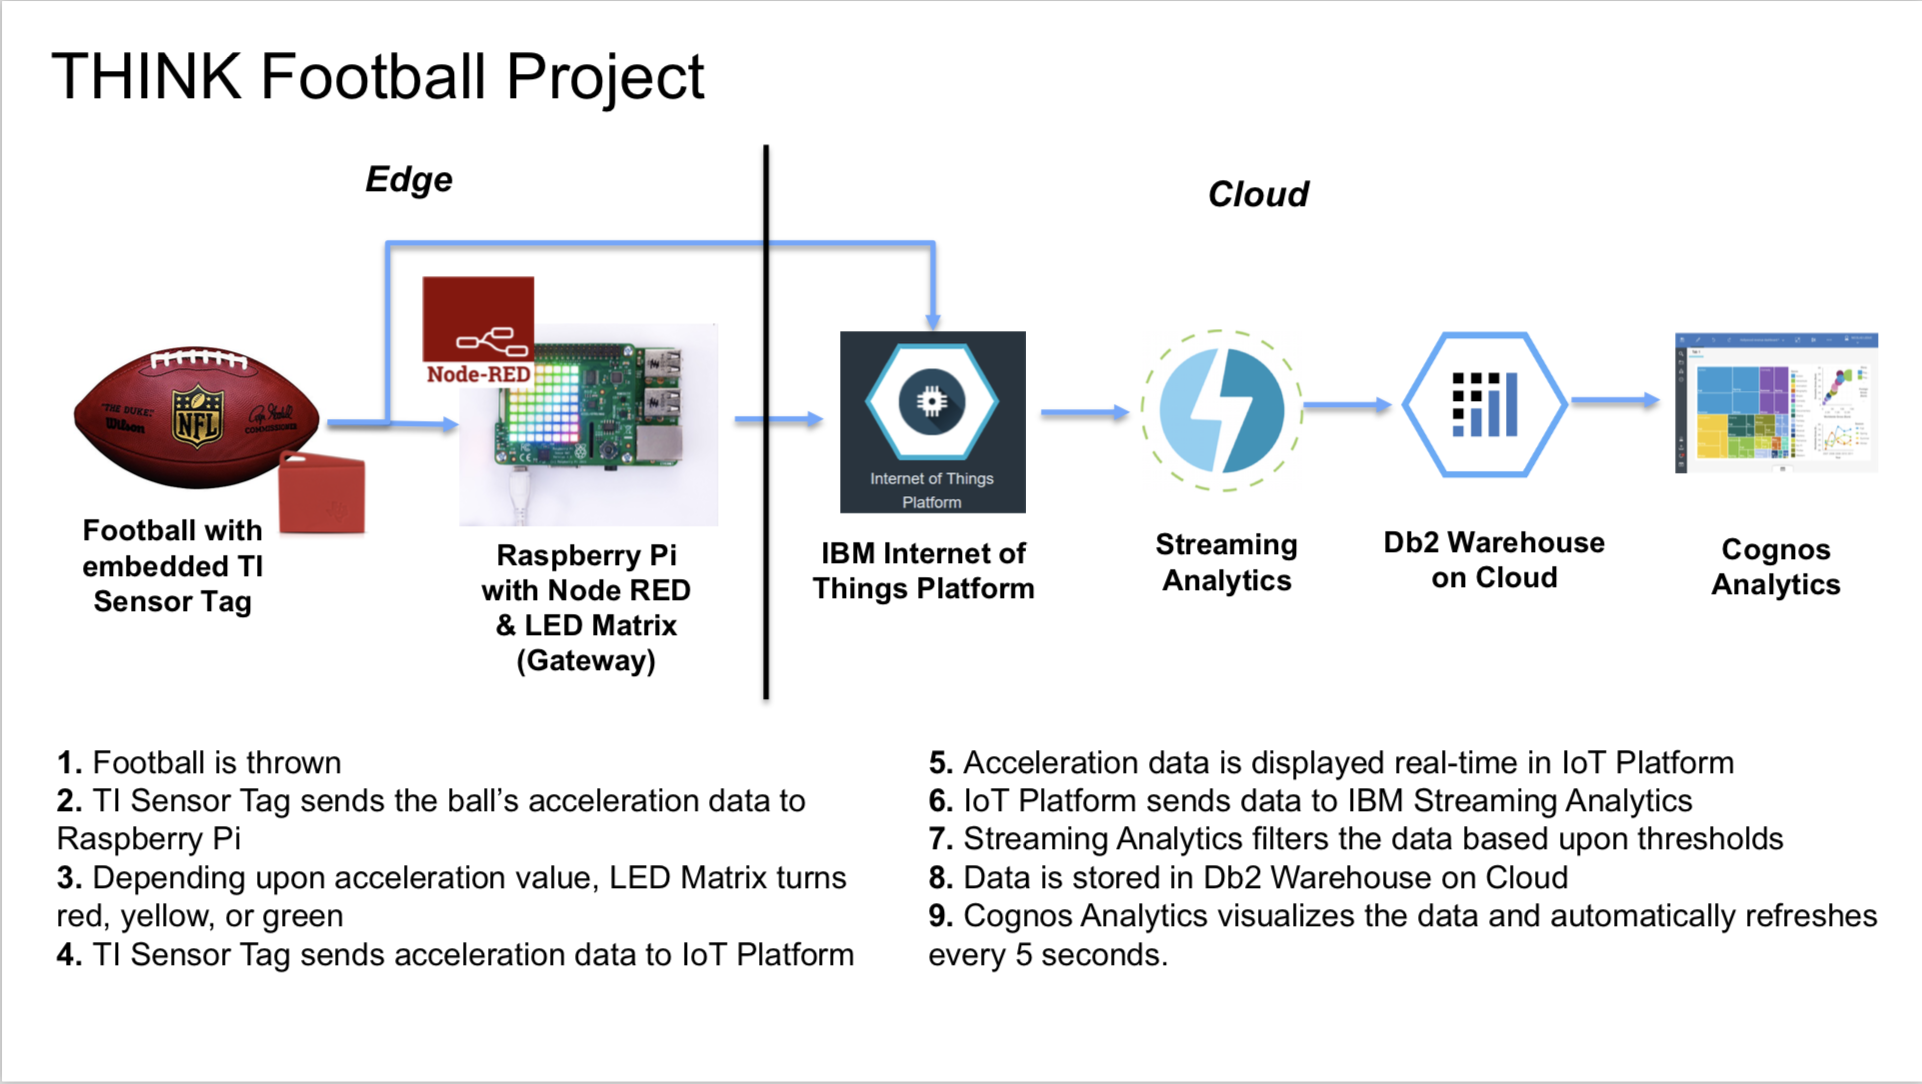 THINK Football Project
Edge
Cloud
Node-RED
"THE DUKE"
Wilson
NFL
COMMISSIONER
Internet of Things
Platform
Football with
embedded TI
Sensor Tag
Raspberry Pi
with Node RED
& LED Matrix
(Gateway)
IBM Internet of
Things Platform
Streaming
Analytics
Db2 Warehouse
on Cloud
Cognos
Analytics
1. Football is thrown
2. TI Sensor Tag sends the ball's acceleration data to
Raspberry Pi
3. Depending upon acceleration value, LED Matrix turns
red, yellow, or green
4. TI Sensor Tag sends acceleration data to IoT Platform
5. Acceleration data is displayed real-time in IoT Platform
6. IoT Platform sends data to IBM Streaming Analytics
7. Streaming Analytics filters the data based upon thresholds
8. Data is stored in Db2 Warehouse on Cloud
9. Cognos Analytics visualizes the data and automatically refreshes
every 5 seconds.